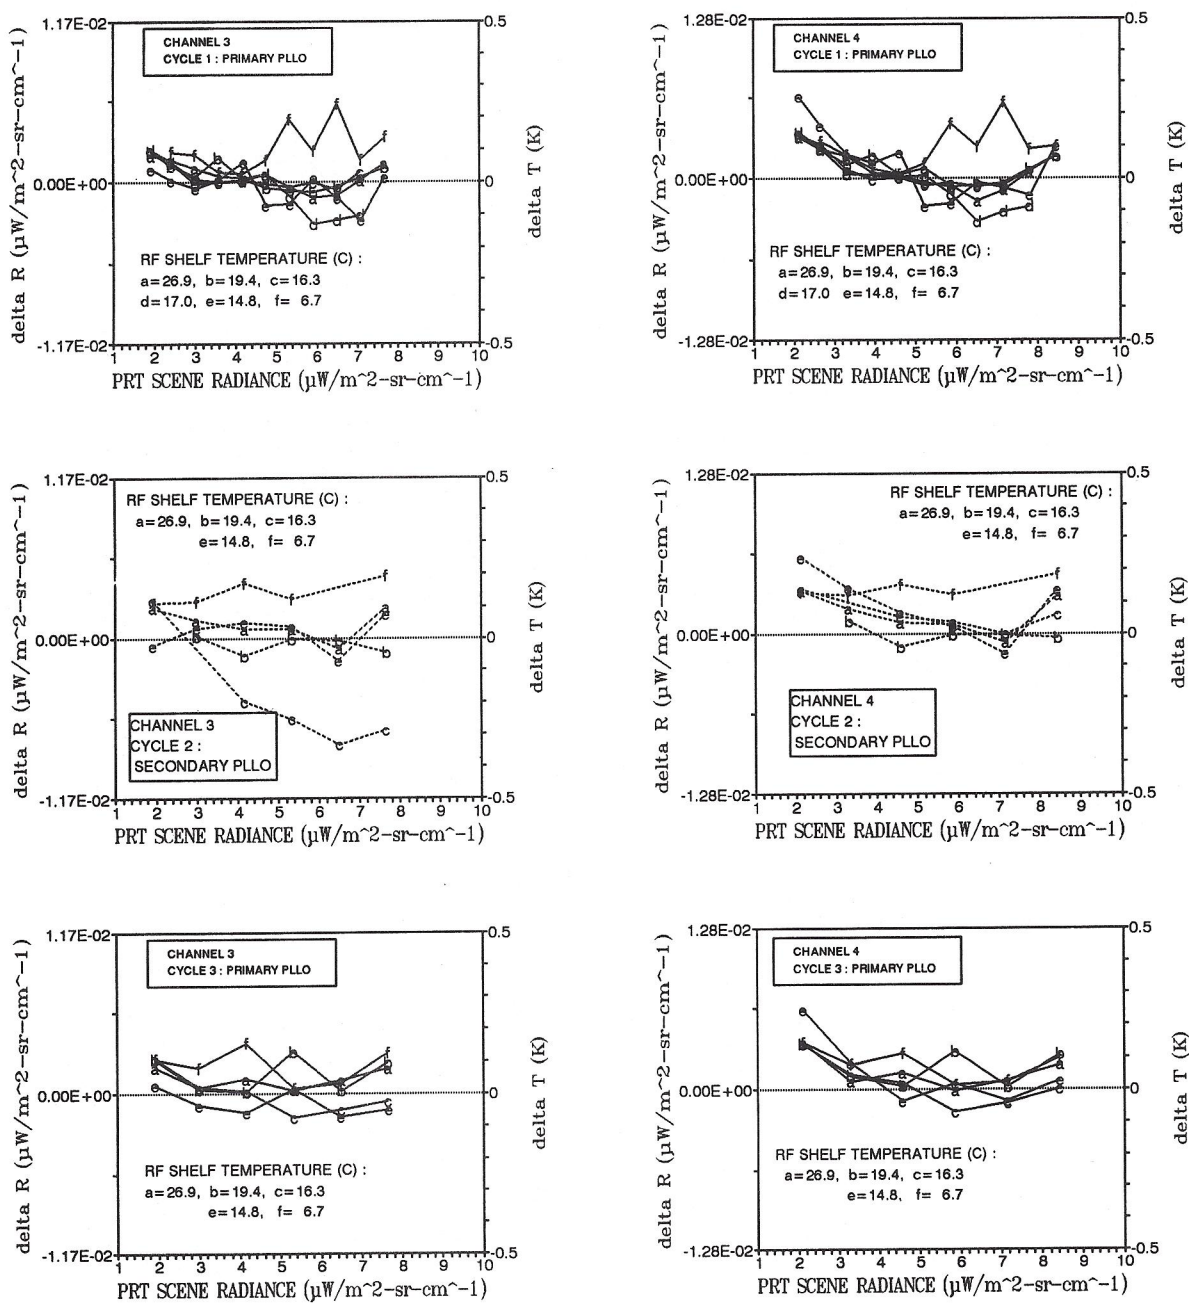 1.17E-02
0.5
CHANNEL 3
CYCLE 1 : PRIMARY PLLO
0.00E+00
0
RF SHELF TEMPERATURE (C) :
a=26.9, b=19.4, c=16.3
d=17.0, e=14.8, f= 6.7
-1.17E-02
-0.5
1 2 3 4 5 6 7 8 9 10
PRT SCENE RADIANCE (µW/m^2-sr-cm^-1)
delta R (µW/m^2-sr-cm^-1)
delta T (K)
1.28E-02
0.5
CHANNEL 4
CYCLE 1 : PRIMARY PLLO
0.00E+00
0
RF SHELF TEMPERATURE (C) :
a=26.9, b=19.4, c=16.3
d=17.0 e=14.8, f= 6.7
-1.28E-02
-0.5
1 2 3 4 5 6 7 8 9 10
PRT SCENE RADIANCE (µW/m^2-sr-cm^-1)
delta R (µW/m^2-sr-cm^-1)
delta T (K)
1.17E-02
0.5
RF SHELF TEMPERATURE (C) :
a=26.9, b=19.4, c=16.3
e=14.8, f= 6.7
0.00E+00
0
CHANNEL 3
CYCLE 2 :
SECONDARY PLLO
-1.17E-02
-0.5
1 2 3 4 5 6 7 8 9 10
PRT SCENE RADIANCE (µW/m^2-sr-cm^-1)
delta R (µW/m^2-sr-cm^-1)
delta T (K)
1.28E-02
0.5
RF SHELF TEMPERATURE (C) :
a=26.9, b=19.4, c=16.3
e=14.8, f= 6.7
0.00E+00
0
CHANNEL 4
CYCLE 2 :
SECONDARY PLLO
-1.28E-02
-0.5
1 2 3 4 5 6 7 8 9 10
PRT SCENE RADIANCE (µW/m^2-sr-cm^-1)
delta R (µW/m^2-sr-cm^-1)
delta T (K)
1.17E-02
0.5
CHANNEL 3
CYCLE 3 : PRIMARY PLLO
0.00E+00
0
RF SHELF TEMPERATURE (C) :
a=26.9, b=19.4, c=16.3
e=14.8, f= 6.7
-1.17E-02
-0.5
1 2 3 4 5 6 7 8 9 10
PRT SCENE RADIANCE (µW/m^2-sr-cm^-1)
delta R (µW/m^2-sr-cm^-1)
delta T (K)
1.28E-02
0.5
CHANNEL 4
CYCLE 3 : PRIMARY PLLO
0.00E+00
0
RF SHELF TEMPERATURE (C) :
a=26.9, b=19.4, c=16.3
e=14.8, f= 6.7
-1.28E-02
-0.5
1 2 3 4 5 6 7 8 9 10
PRT SCENE RADIANCE (µW/m^2-sr-cm^-1)
delta R (µW/m^2-sr-cm^-1)
delta T (K)